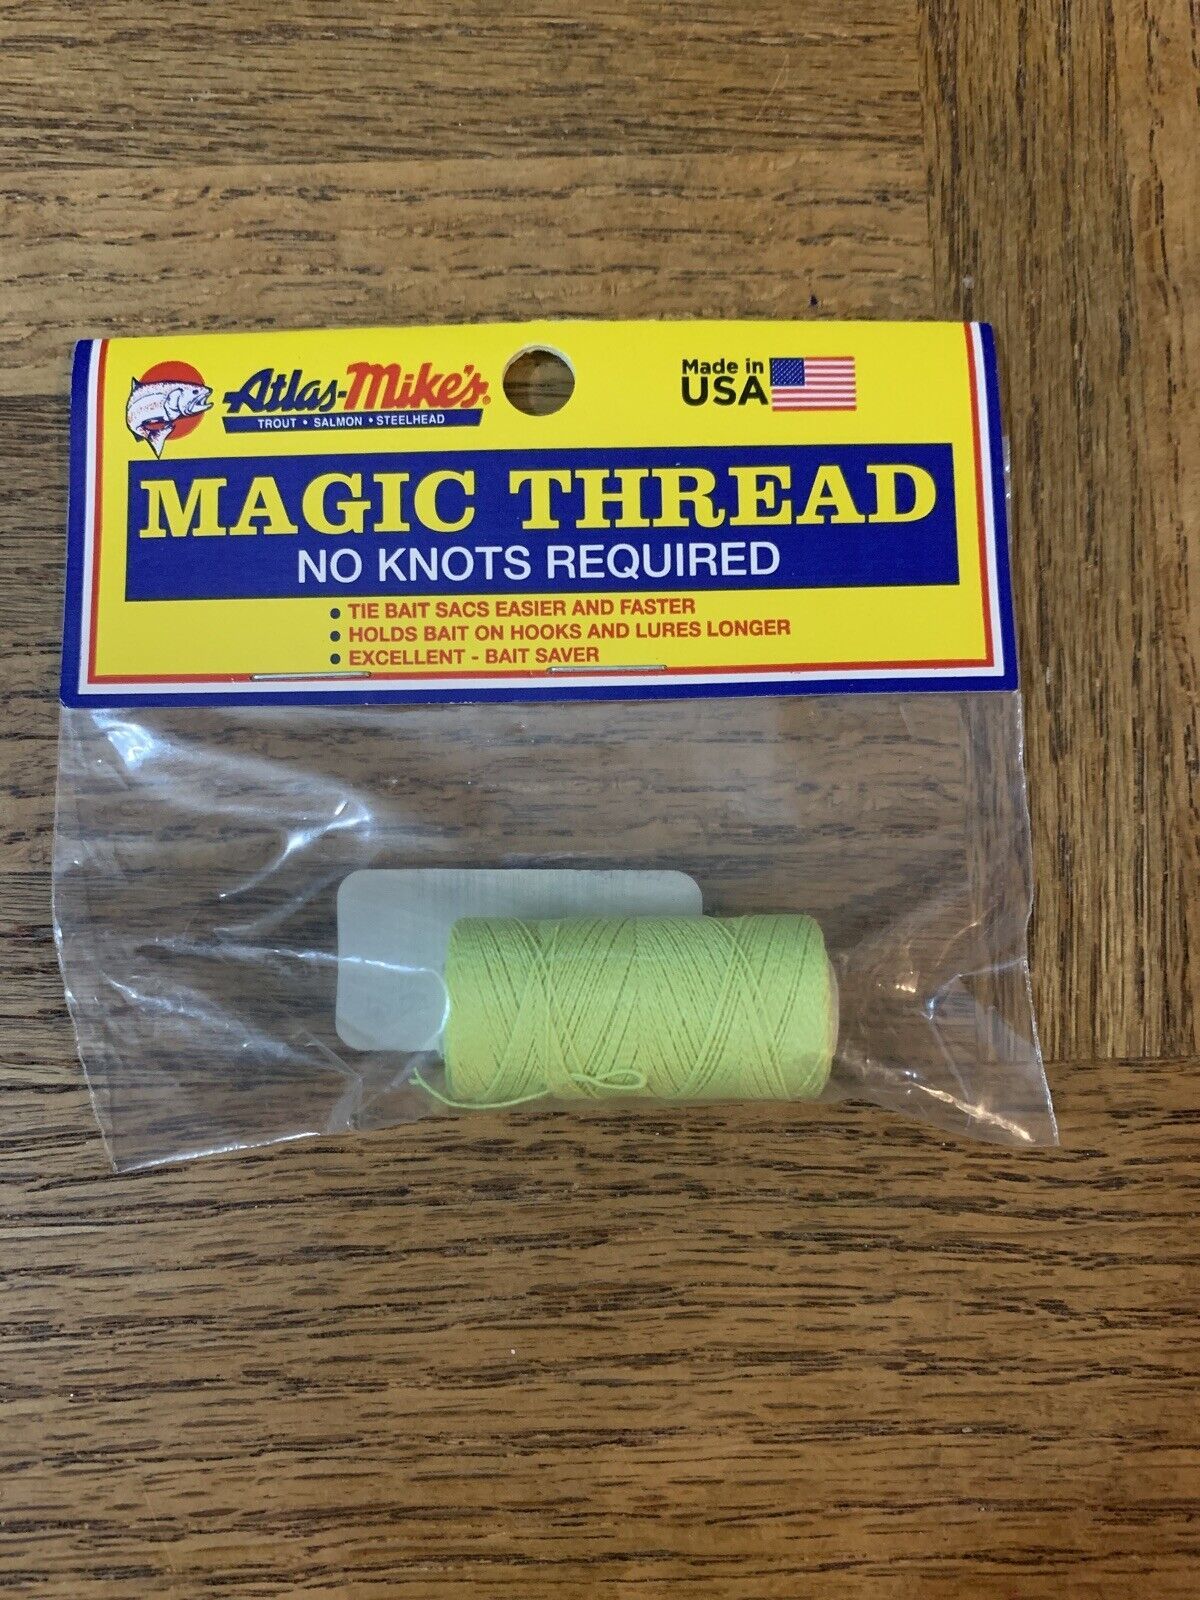 Atlas-Mike's®
TROUT • SALMON • STEELHEAD
Made in
USA
MAGIC THREAD
NO KNOTS REQUIRED
• TIE BAIT SACS EASIER AND FASTER
• HOLDS BAIT ON HOOKS AND LURES LONGER
• EXCELLENT - BAIT SAVER